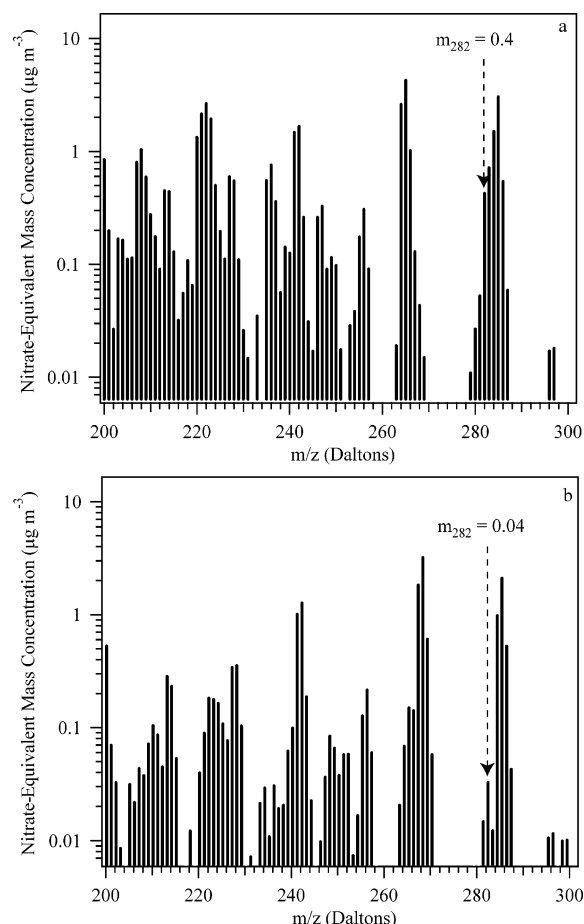 a
m282 = 0.4
10
1
0.1
0.01
Nitrate-Equivalent Mass Concentration (µg m-3)
200 220 240 260 280 300
m/z (Daltons)
b
m282 = 0.04
10
1
0.1
0.01
Nitrate-Equivalent Mass Concentration (µg m-3)
200 220 240 260 280 300
m/z (Daltons)